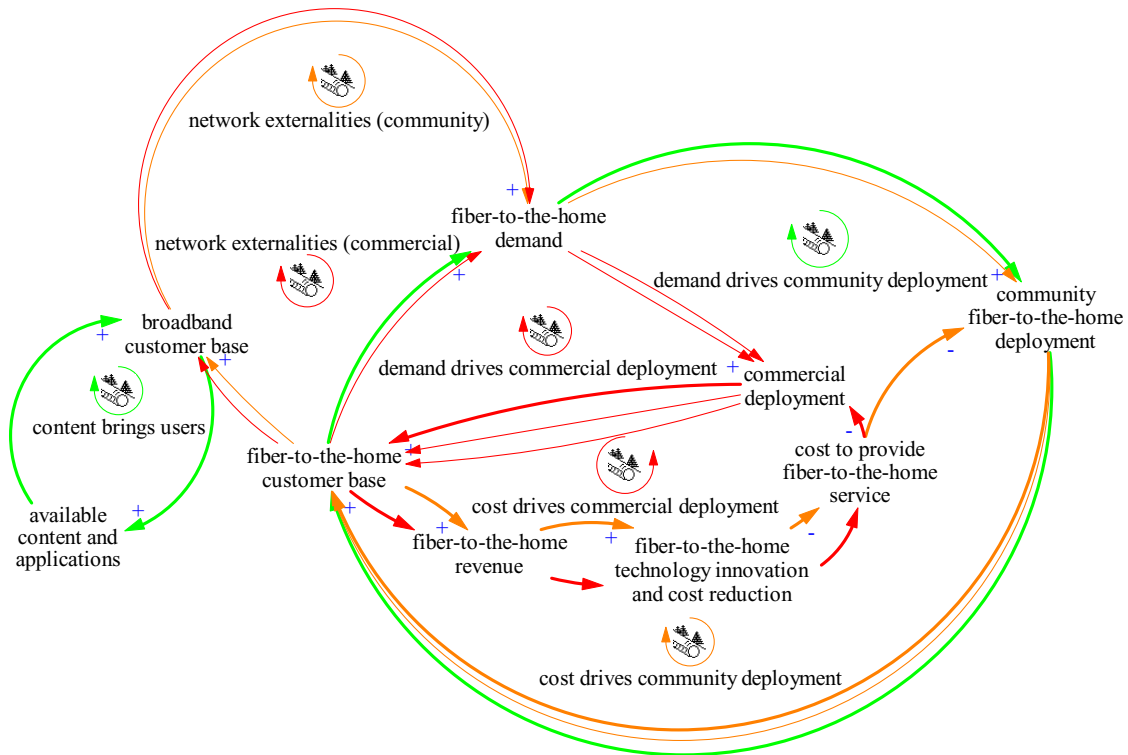 network externalities (community)
+
fiber-to-the-home
demand
network externalities (commercial)
+
demand drives community deployment
+
community
fiber-to-the-home
deployment
-
broadband
customer base
+
+
demand drives commercial deployment
+
commercial
deployment
content brings users
-
cost to provide
fiber-to-the-home
service
+
fiber-to-the-home
customer base
+
cost drives commercial deployment
available
content and
applications
+
+
fiber-to-the-home
revenue
+
fiber-to-the-home
technology innovation
and cost reduction
-
cost drives community deployment